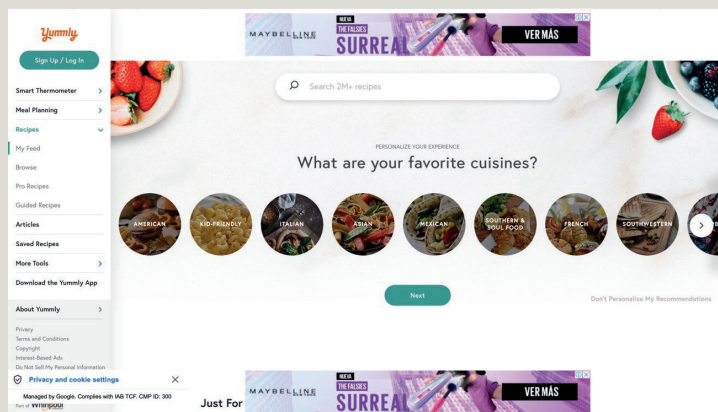 Yummly
Sign Up / Log In
Smart Thermometer
Meal Planning
Recipes
My Feed
Browse
Pro Recipes
Guided Recipes
Articles
Saved Recipes
More Tools
Download the Yummly App
About Yummly
Privacy
Terms and Conditions
Copyright
Interest-Based Ads
Do Not Sell My Personal Information
Privacy and cookie settings
Managed by Google. Complies with IAB TCF. CMP ID: 300
Part of Whirlpool
MAYBELLINE
NUEVA
THE FALSIES
SURREAL
VER MÁS
Search 2M+ recipes
PERSONALIZE YOUR EXPERIENCE
What are your favorite cuisines?
AMERICAN
KID-FRIENDLY
ITALIAN
ASIAN
MEXICAN
SOUTHERN &
SOUL FOOD
FRENCH
SOUTHWESTERN
Next
Don't Personalize My Recommendations
Just For
MAYBELLINE
NUEVA
THE FALSIES
SURREAL
VER MÁS